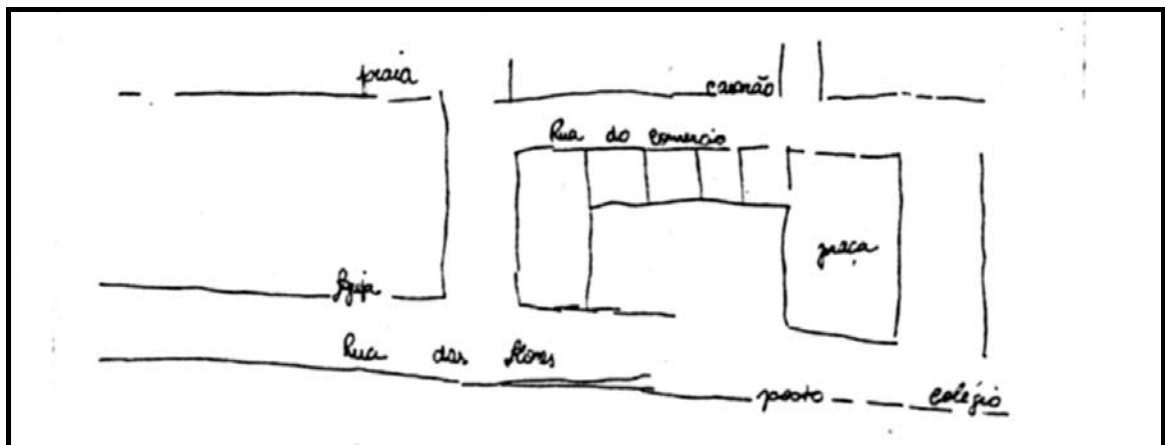 praia
casarão
Rua do Comercio
praça
Igreja
Rua das Flores
posto
colégio